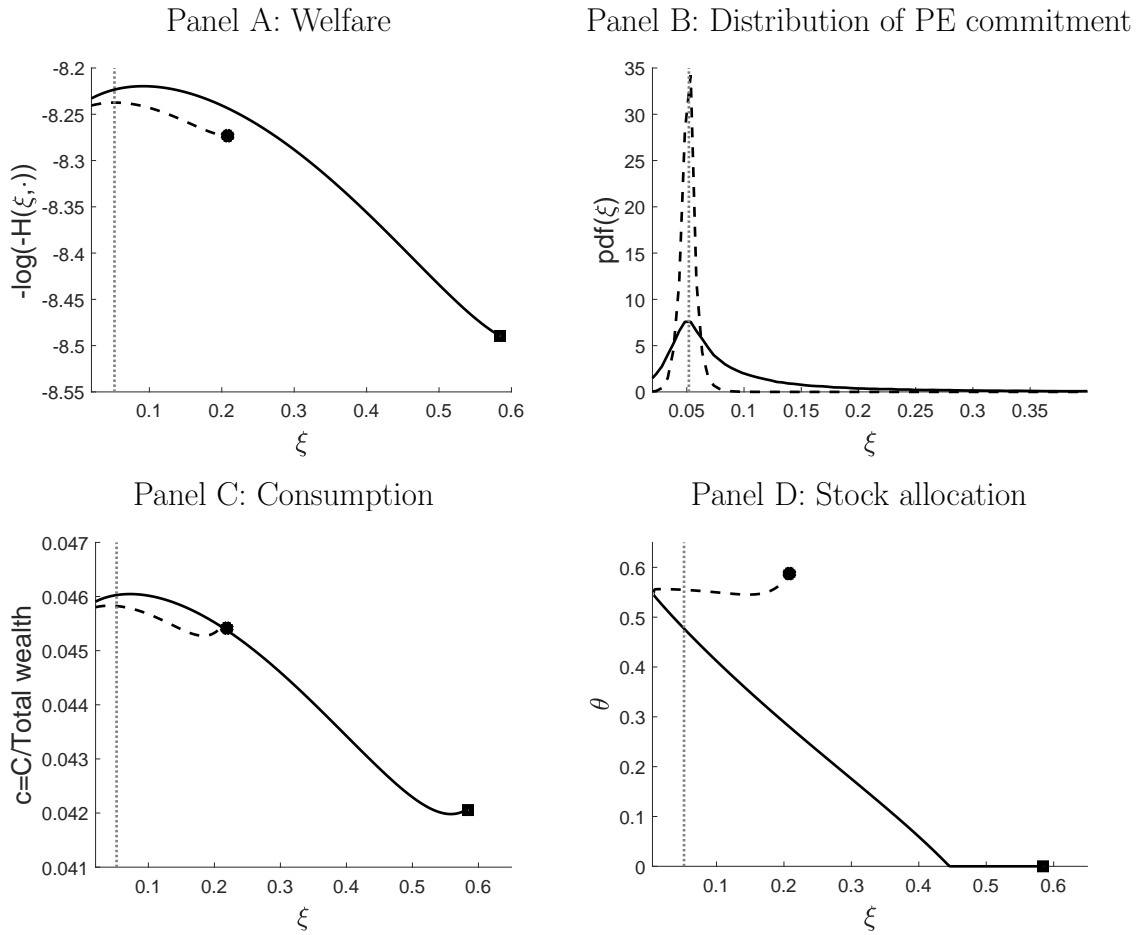 Panel A: Welfare
-8.2
-8.25
-8.3
-8.35
-8.4
-8.45
-8.5
-8.55
-log(-H(ξ,·))
0.1 0.2 0.3 0.4 0.5 0.6
ξ
Panel B: Distribution of PE commitment
35
30
25
20
15
10
5
0
pdf(ξ)
0.05 0.1 0.15 0.2 0.25 0.3 0.35
ξ
Panel C: Consumption
0.047
0.046
0.045
0.044
0.043
0.042
0.041
c=C/Total wealth
0.1 0.2 0.3 0.4 0.5 0.6
ξ
Panel D: Stock allocation
0.6
0.5
0.4
0.3
0.2
0.1
0
θ
0.1 0.2 0.3 0.4 0.5 0.6
ξ